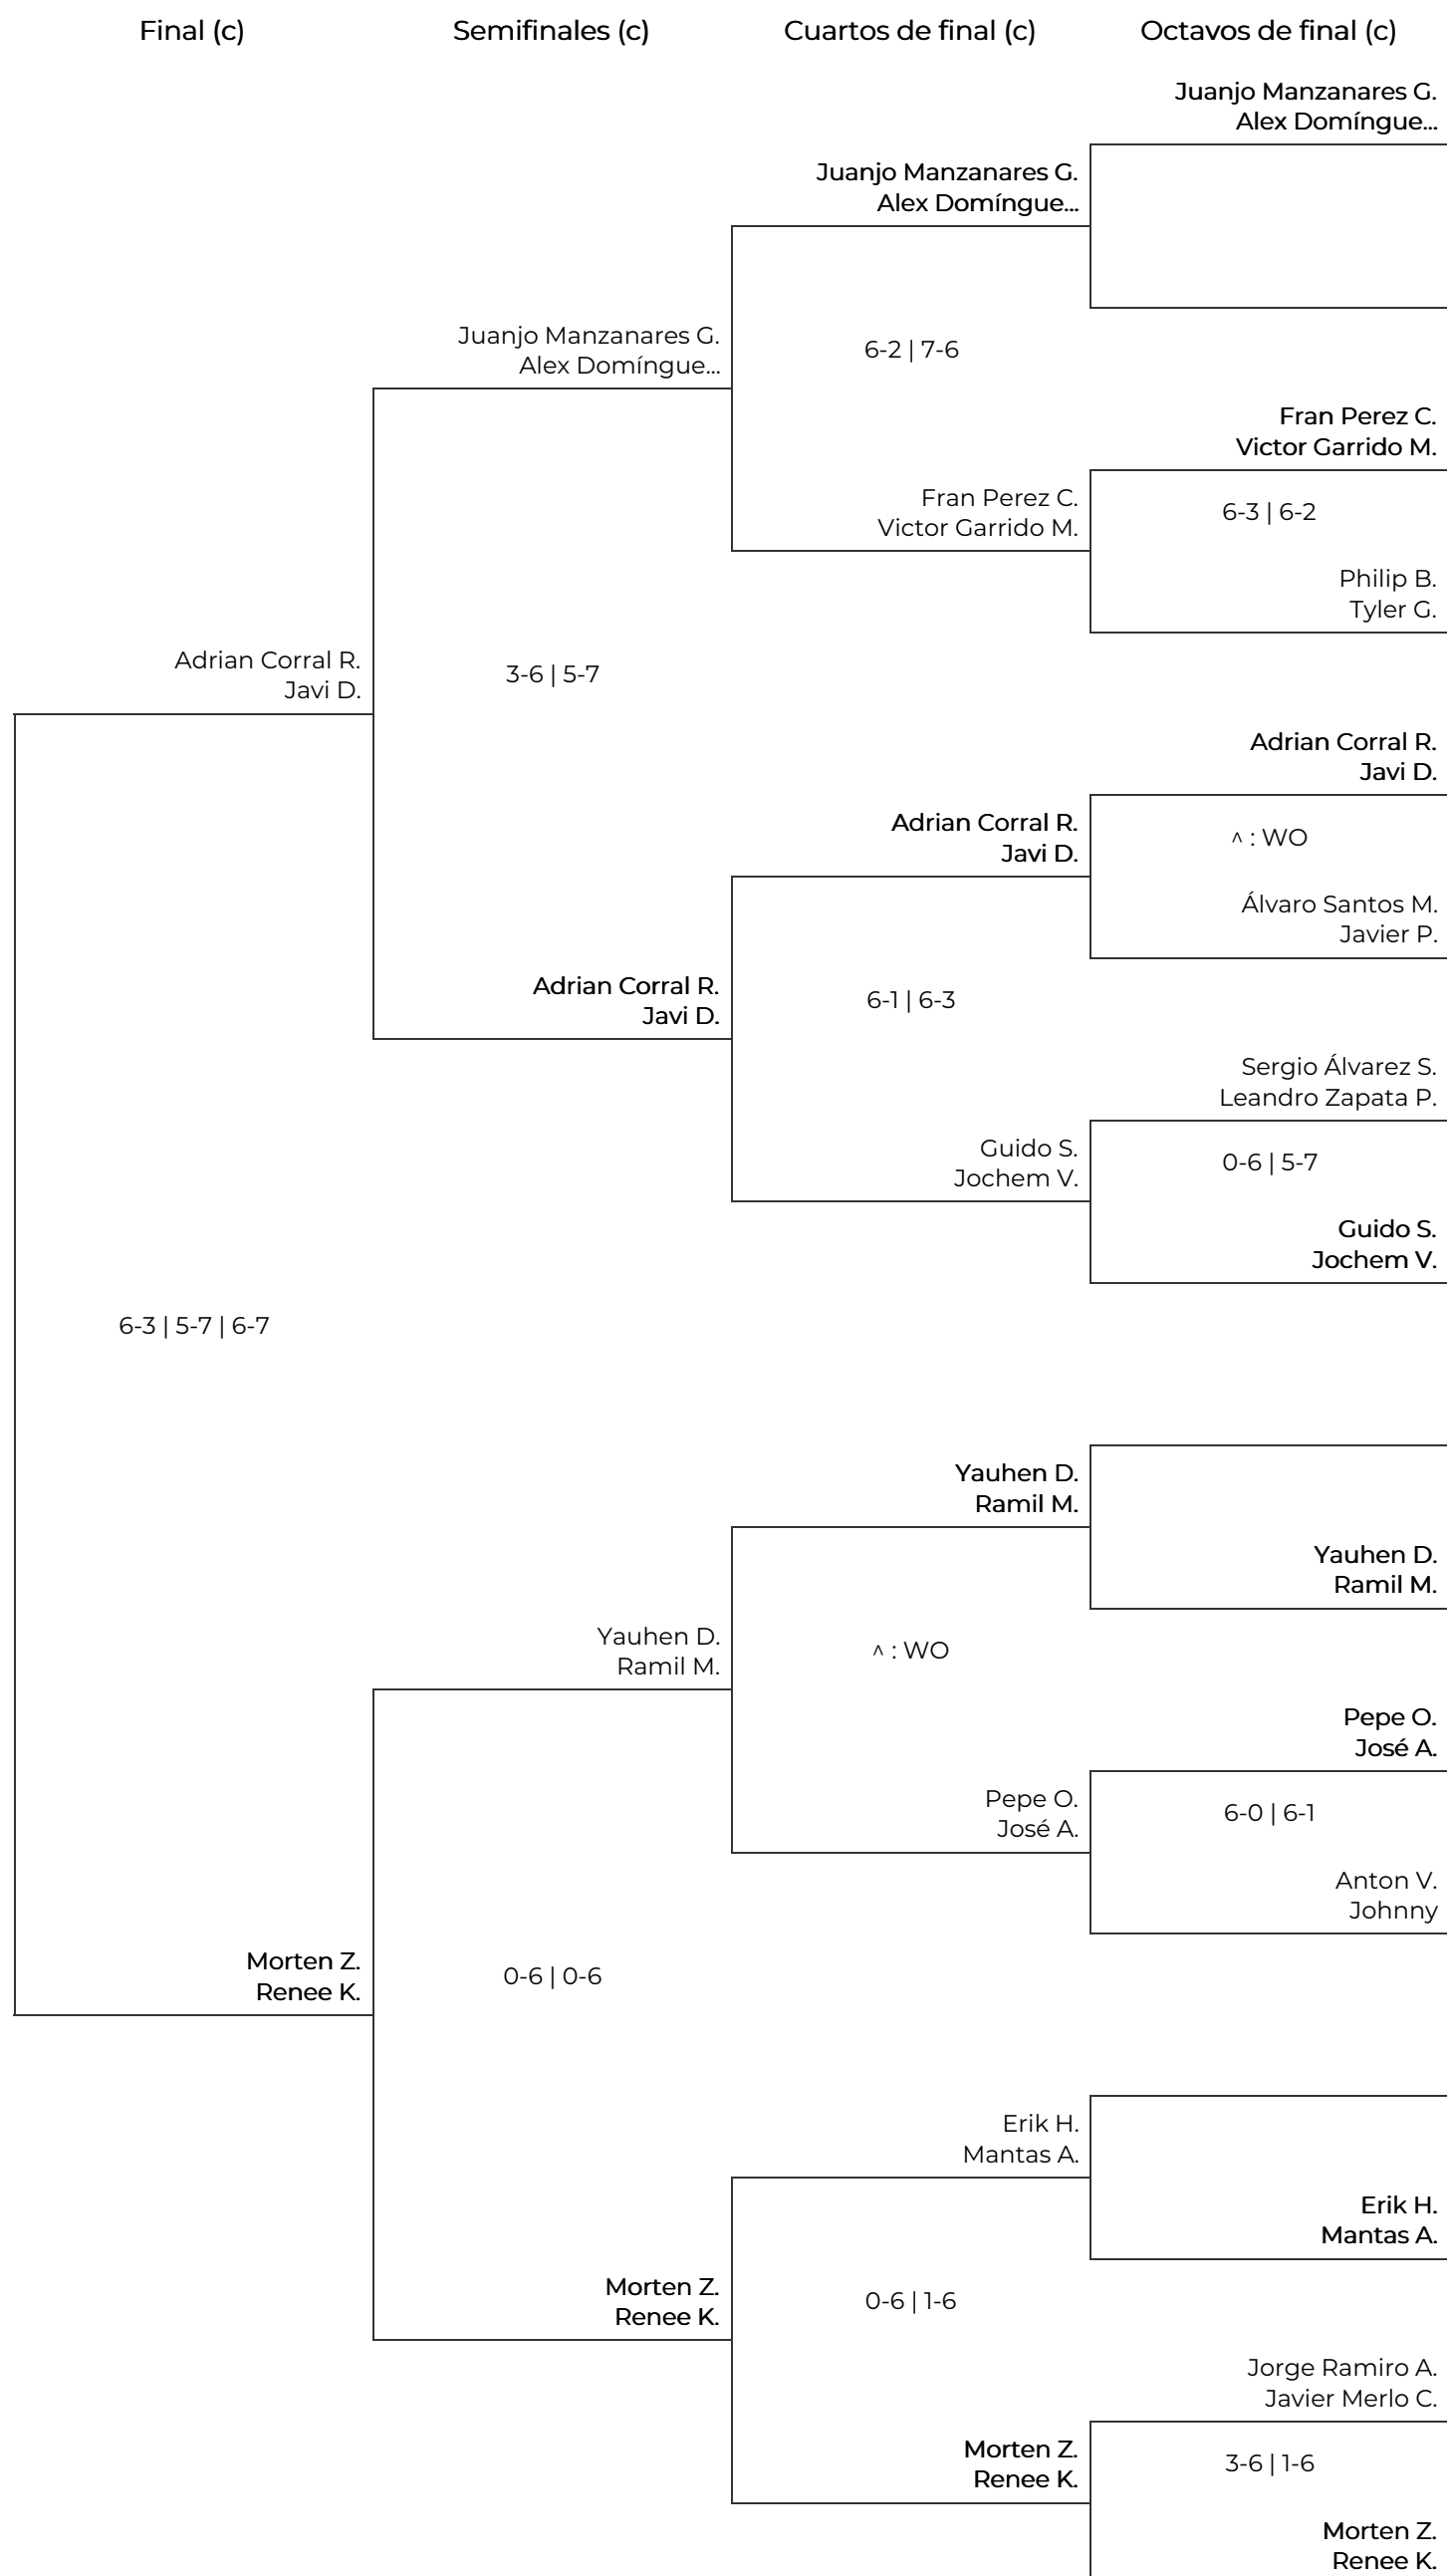 Final (c)
Semifinales (c)
Cuartos de final (c)
Octavos de final (c)
Juanjo Manzanares G.
Alex Domíngue...
Juanjo Manzanares G.
Alex Domíngue...
Juanjo Manzanares G.
Alex Domíngue...
6-2 | 7-6
Fran Perez C.
Victor Garrido M.
Fran Perez C.
Victor Garrido M.
6-3 | 6-2
Philip B.
Tyler G.
Adrian Corral R.
Javi D.
3-6 | 5-7
Adrian Corral R.
Javi D.
Adrian Corral R.
Javi D.
^ : WO
Álvaro Santos M.
Javier P.
Adrian Corral R.
Javi D.
6-1 | 6-3
Sergio Álvarez S.
Leandro Zapata P.
Guido S.
Jochem V.
0-6 | 5-7
Guido S.
Jochem V.
6-3 | 5-7 | 6-7
Yauhen D.
Ramil M.
Yauhen D.
Ramil M.
Yauhen D.
Ramil M.
^ : WO
Pepe O.
José A.
Pepe O.
José A.
6-0 | 6-1
Anton V.
Johnny
Morten Z.
Renee K.
0-6 | 0-6
Erik H.
Mantas A.
Erik H.
Mantas A.
Morten Z.
Renee K.
0-6 | 1-6
Jorge Ramiro A.
Javier Merlo C.
Morten Z.
Renee K.
3-6 | 1-6
Morten Z.
Renee K.